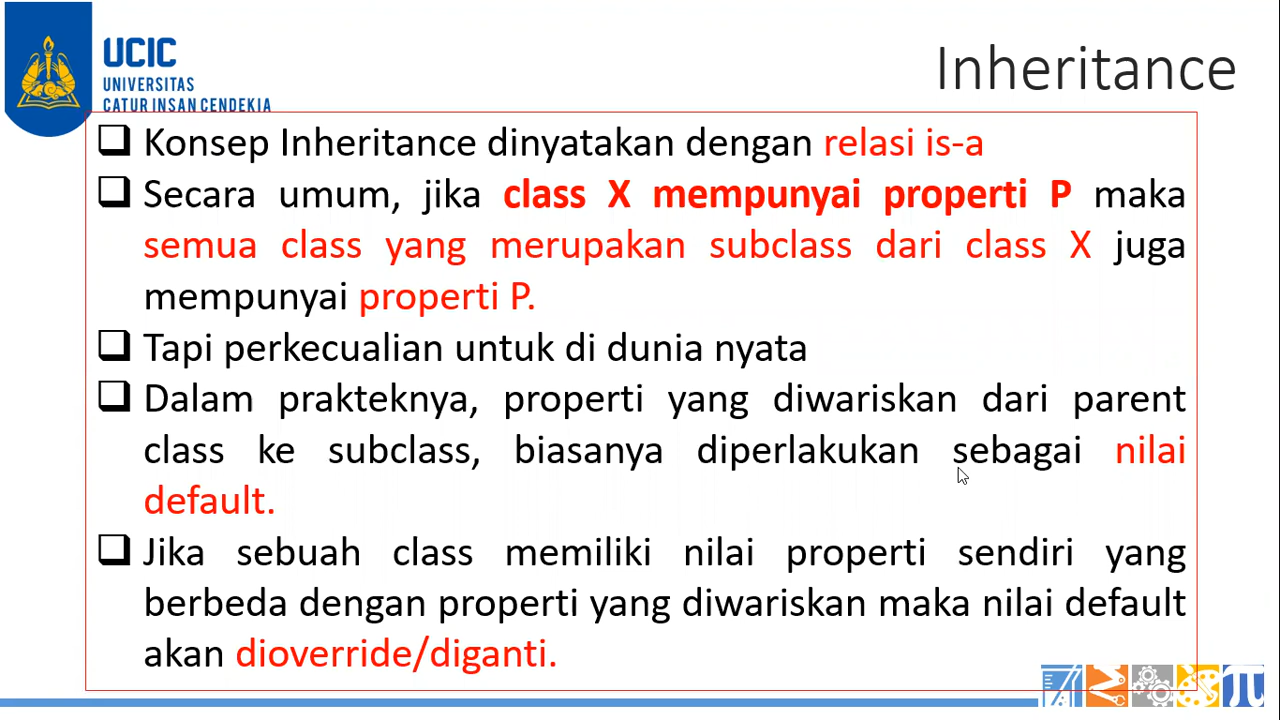 UCIC
UNIVERSITAS
CATUR INSAN CENDEKIA
Inheritance
❑ Konsep Inheritance dinyatakan dengan relasi is-a
❑ Secara umum, jika class X mempunyai properti P maka
semua class yang merupakan subclass dari class X juga
mempunyai properti P.
❑ Tapi perkecualian untuk di dunia nyata
❑ Dalam prakteknya, properti yang diwariskan dari parent
class ke subclass, biasanya diperlakukan sebagai nilai
default.
❑ Jika sebuah class memiliki nilai properti sendiri yang
berbeda dengan properti yang diwariskan maka nilai default
akan dioverride/diganti.